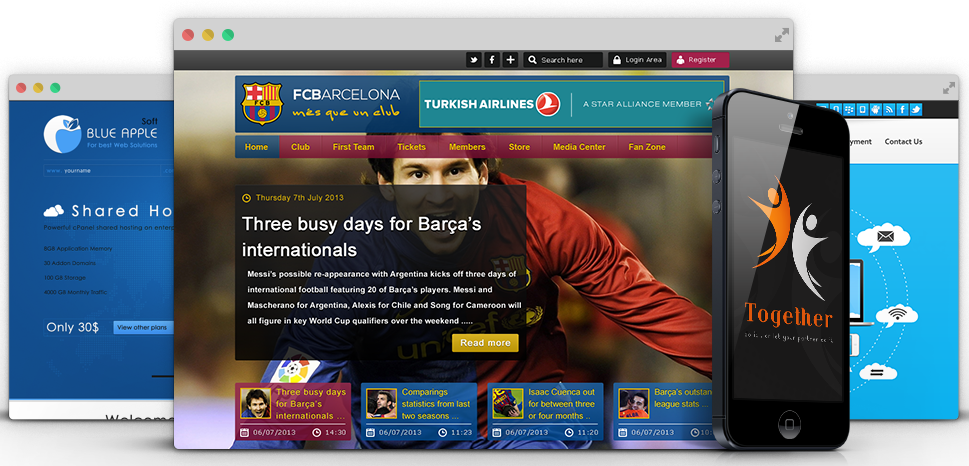 Search here
Login Area
Register
FCBARCELONA
més que un club
FCB
TURKISH AIRLINES
A STAR ALLIANCE MEMBER
Home
Club
First Team
Tickets
Members
Store
Media Center
Fan Zone
Thursday 7th July 2013
Three busy days for Barça’s
internationals
Messi's possible re-appearance with Argentina kicks off three days of
international football featuring 20 of Barça's players. Messi and
Mascherano for Argentina, Alexis for Chile and Song for Cameroon will
all figure in key World Cup qualifiers over the weekend .....
Read more
unicef
Three busy days
for Barça's
internationals ...
06/07/2013
14:30
Comparings
statistics from last
two seasons ...
06/07/2013
11:23
Isaac Cuenca out
for between three
or four months ..
06/07/2013
11:20
Barça's outstan
league stats ..
06/07/2013
Soft
BLUE APPLE
For best Web Solutions
www.
yourname
Shared Ho
Powerful cPanel shared hosting on enterp
8GB Application Memory
30 Addon Domains
100 GB Storage
4000 GB Monthly Traffic
Only 30$
View other plans
Welcome
yment
Contact Us
Together